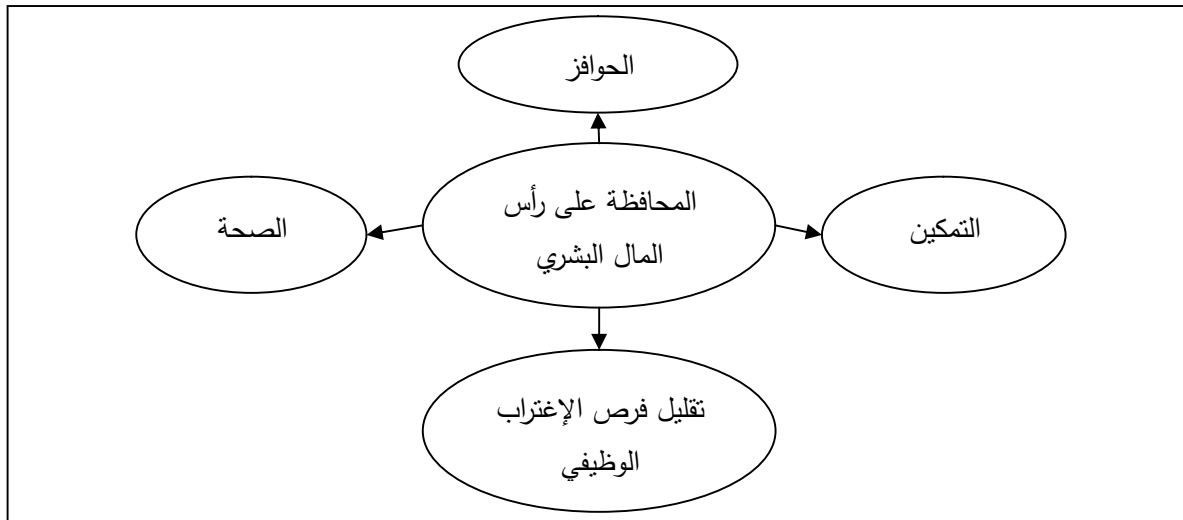 الحوافز
المحافظة على رأس
المال البشري
التمكين
الصحة
تقليل فرص الإغتراب
الوظيفي